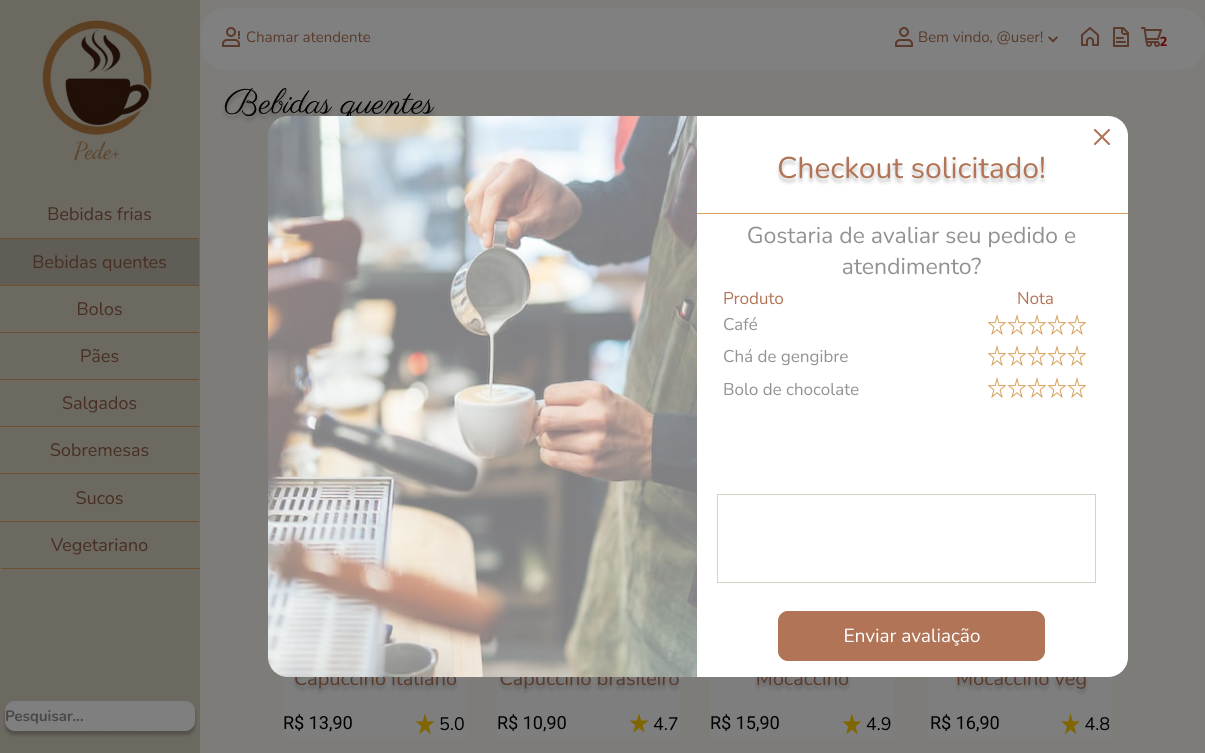 Pede+
Bebidas frias
Bebidas quentes
Bolos
Pães
Salgados
Sobremesas
Sucos
Vegetariano
Pesquisar...
Chamar atendente
Bem vindo, @user!
2
Bebidas quentes
Checkout solicitado!
Gostaria de avaliar seu pedido e
atendimento?
Produto Nota
Café
Chá de gengibre
Bolo de chocolate
Enviar avaliação
Capuccino italiano Capuccino brasileiro Mocaccino Mocaccino veg
R$ 13,90 5.0 R$ 10,90 4.7 R$ 15,90 4.9 R$ 16,90 4.8